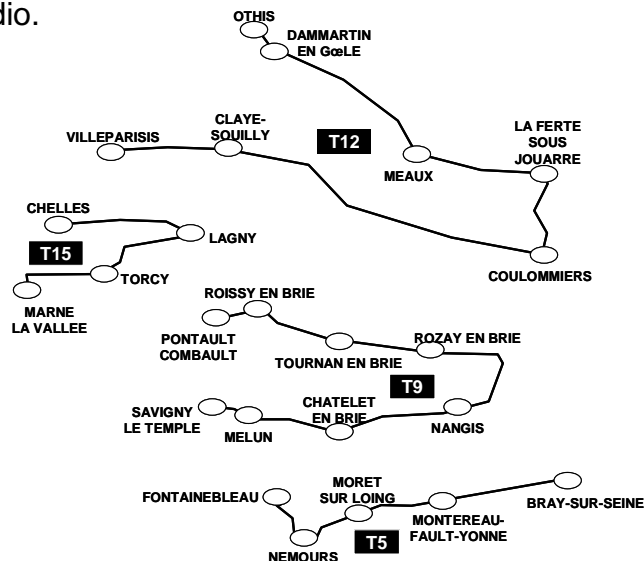 dio.
OTHIS
DAMMARTIN
EN GœLE
CLAYE-
SOUILLY
VILLEPARISIS
T12
LA FERTE
SOUS
JOUARRE
MEAUX
CHELLES
LAGNY
T15
TORCY
COULOMMIERS
MARNE
LA VALLEE
ROISSY EN BRIE
PONTAULT
COMBAULT
ROZAY EN BRIE
TOURNAN EN BRIE
T9
SAVIGNY
LE TEMPLE
CHATELET
EN BRIE
MELUN
NANGIS
MORET
SUR LOING
FONTAINEBLEAU
BRAY-SUR-SEINE
MONTEREAU-
FAULT-YONNE
T5
NEMOURS